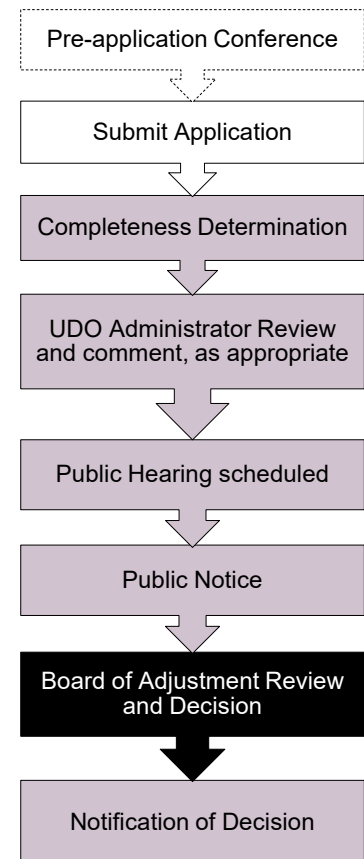 Pre-application Conference
Submit Application
Completeness Determination
UDO Administrator Review
and comment, as appropriate
Public Hearing scheduled
Public Notice
Board of Adjustment Review
and Decision
Notification of Decision